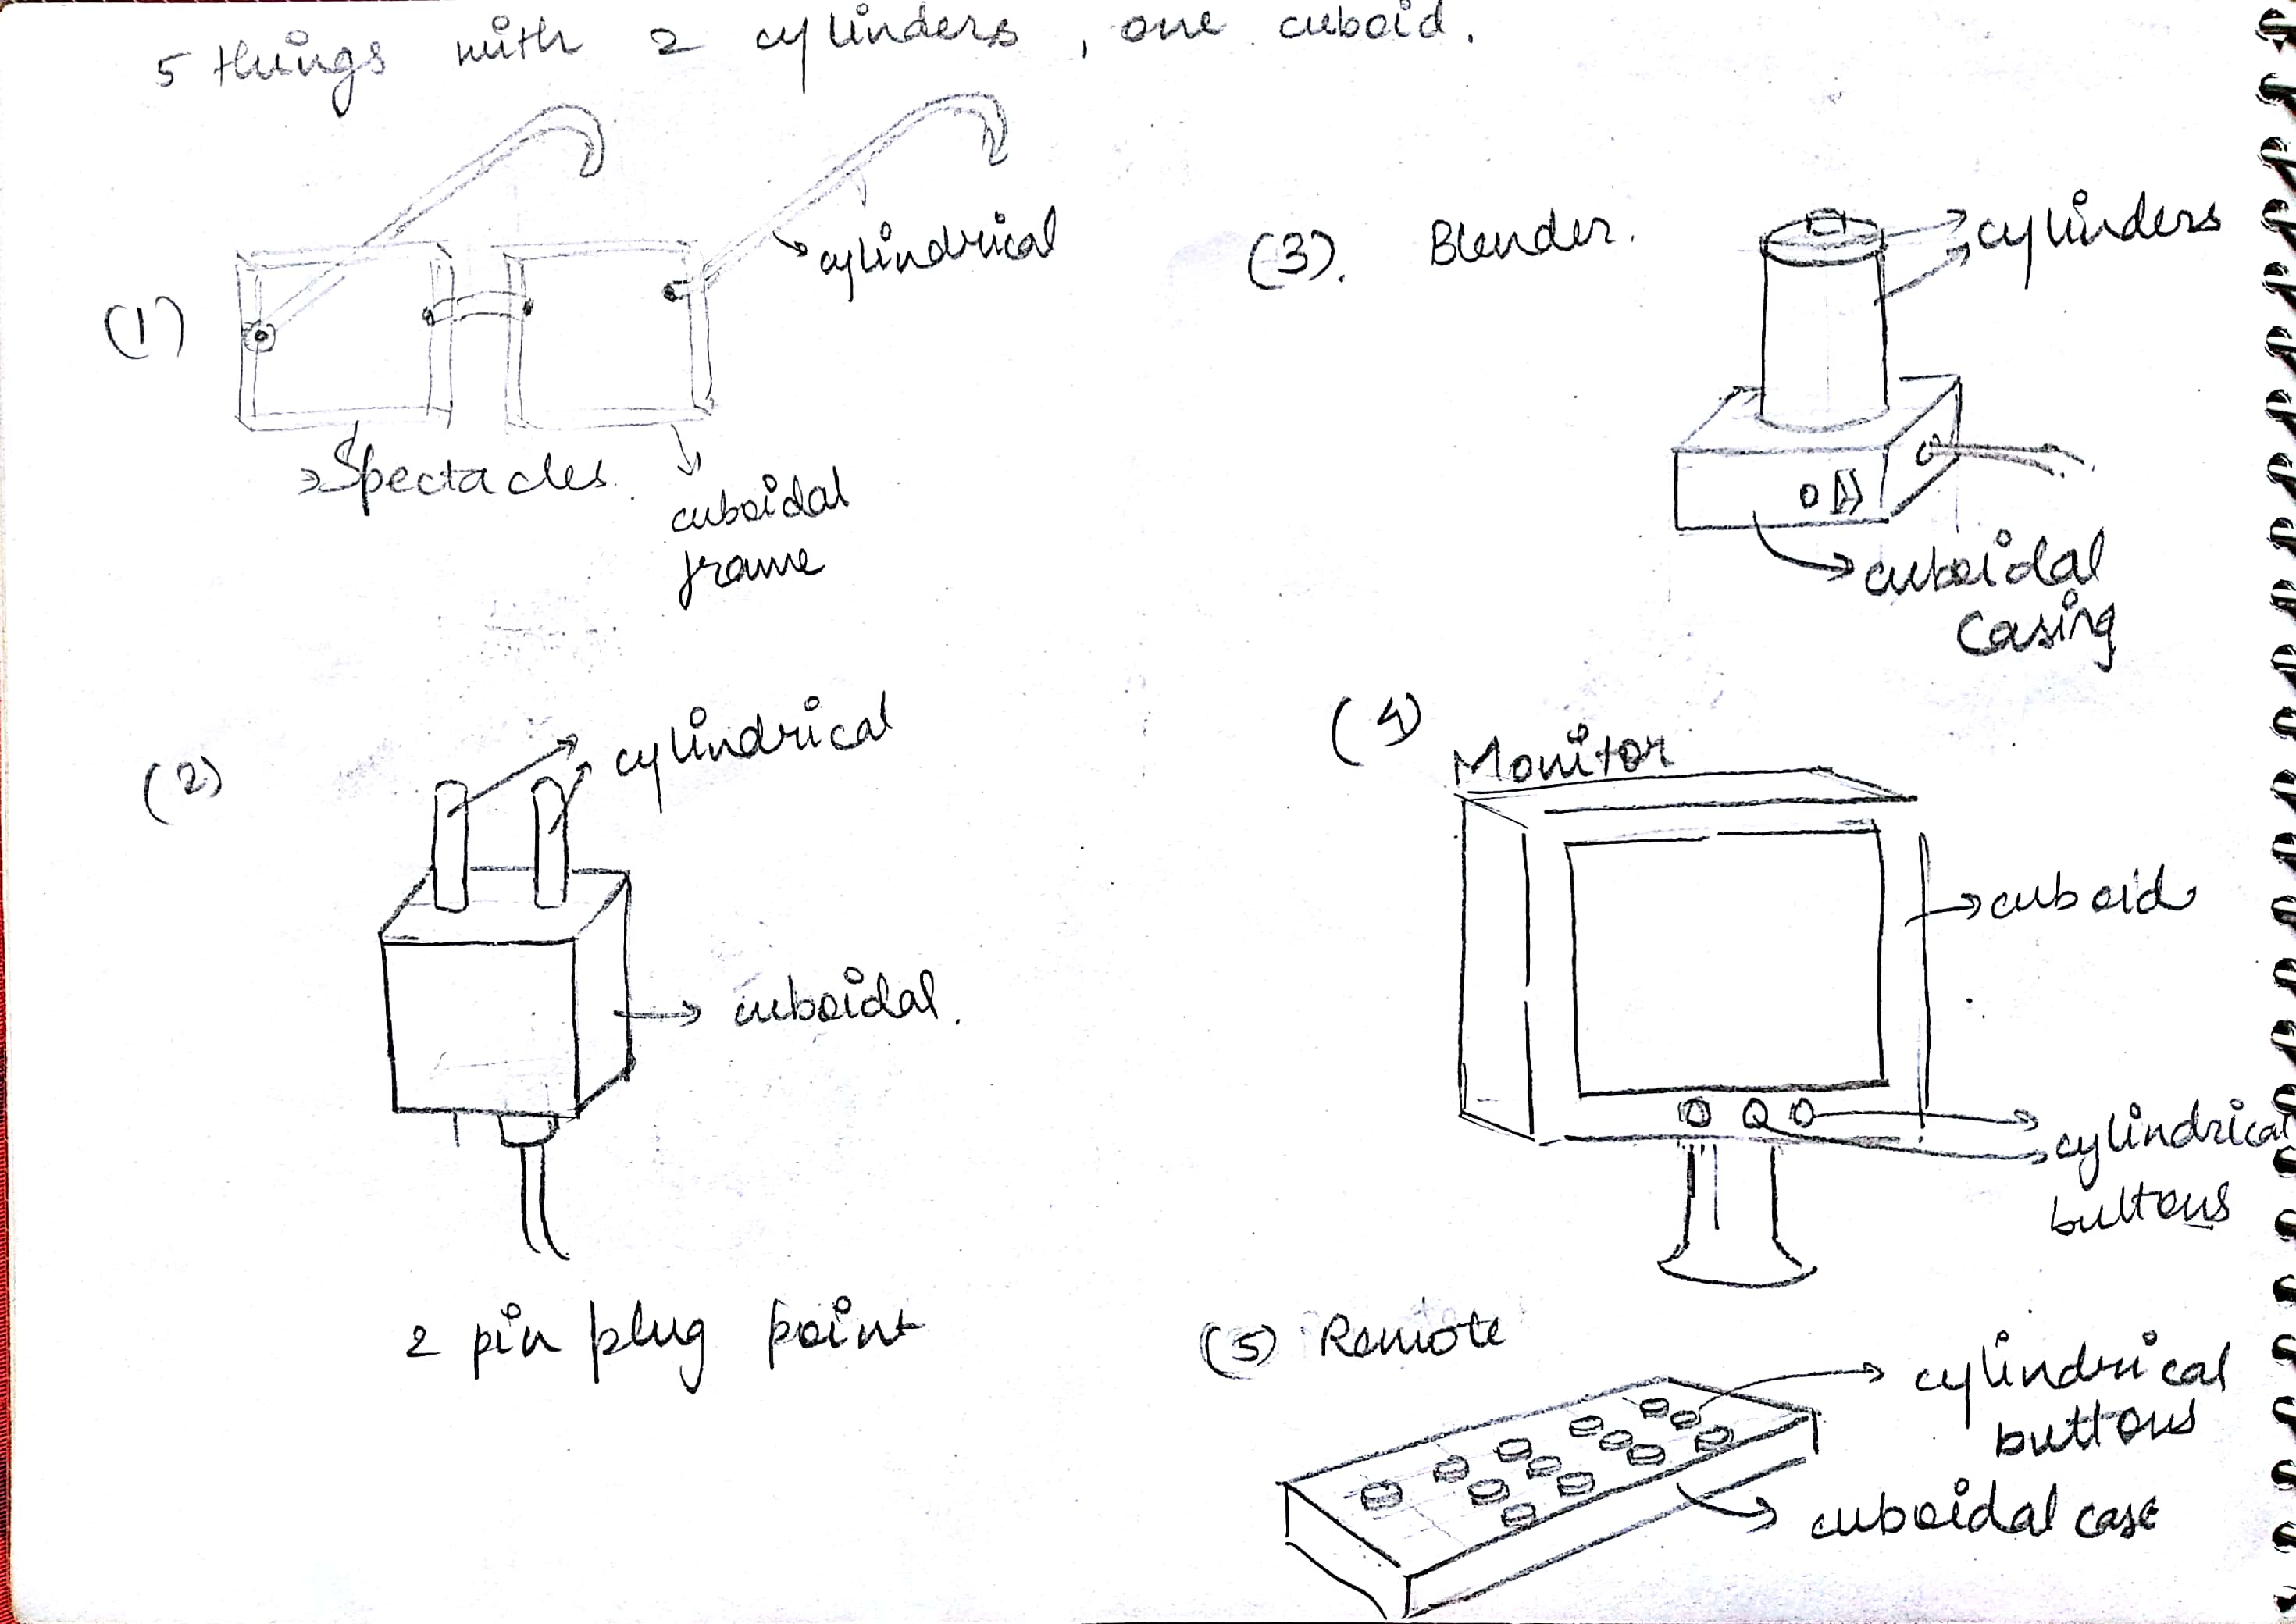 5 things with 2 cylinders, one cuboid.
(1)
cylindrical
Spectacles
cuboidal
frame
(2)
cylindrical
cuboidal.
2 pin plug point
(3). Blender.
cylinders
cuboidal
casing
(4)
Monitor
cuboid
cylindrical
buttons
(5) Remote
cylindrical
buttons
cuboidal case